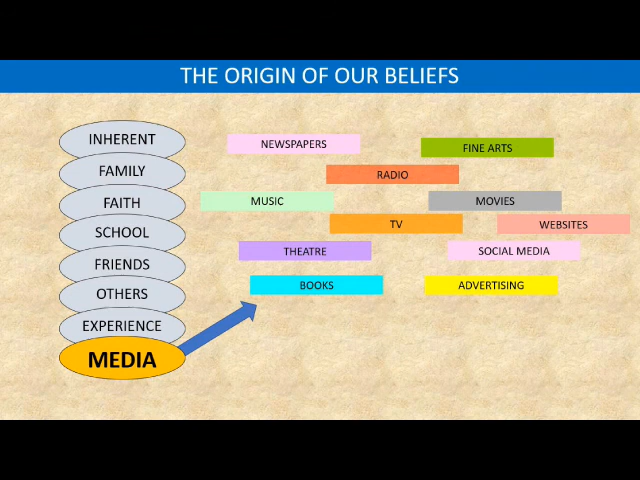 THE ORIGIN OF OUR BELIEFS
INHERENT
FAMILY
FAITH
SCHOOL
FRIENDS
OTHERS
EXPERIENCE
MEDIA
NEWSPAPERS
FINE ARTS
RADIO
MUSIC
MOVIES
TV
WEBSITES
THEATRE
SOCIAL MEDIA
BOOKS
ADVERTISING